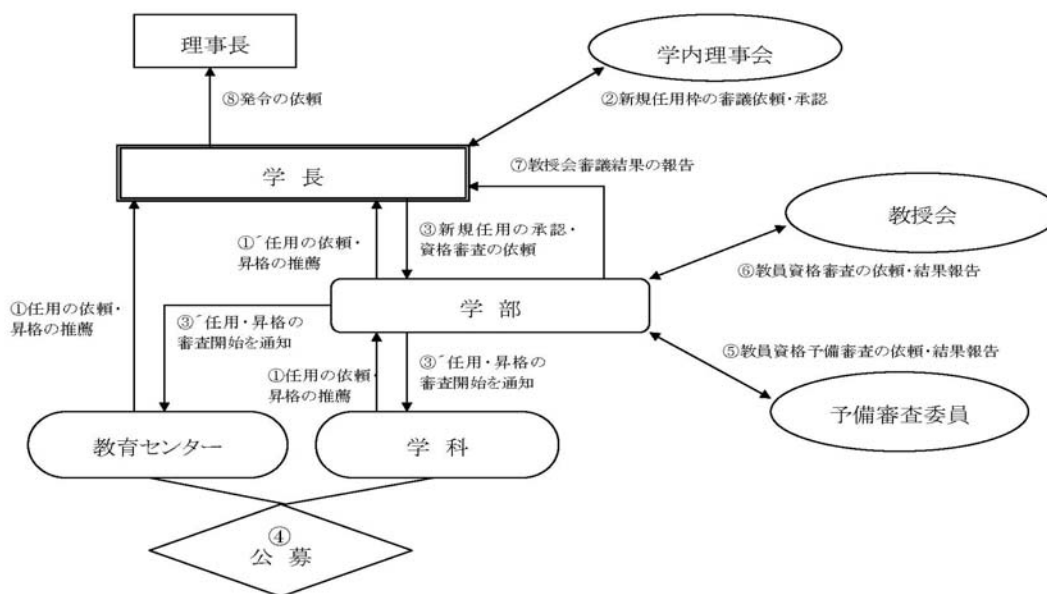 理事長
学内理事会
⑧発令の依頼
②新規任用枠の審議依頼・承認
学 長
⑦教授会審議結果の報告
教授会
①´任用の依頼・
昇格の推薦
③新規任用の承認・
資格審査の依頼
⑥教員資格審査の依頼・結果報告
学 部
①任用の依頼・
昇格の推薦
③´任用・昇格の
審査開始を通知
⑤教員資格予備審査の依頼・結果報告
①任用の依頼・
昇格の推薦
③´任用・昇格の
審査開始を通知
予備審査委員
教育センター
学 科
④
公 募